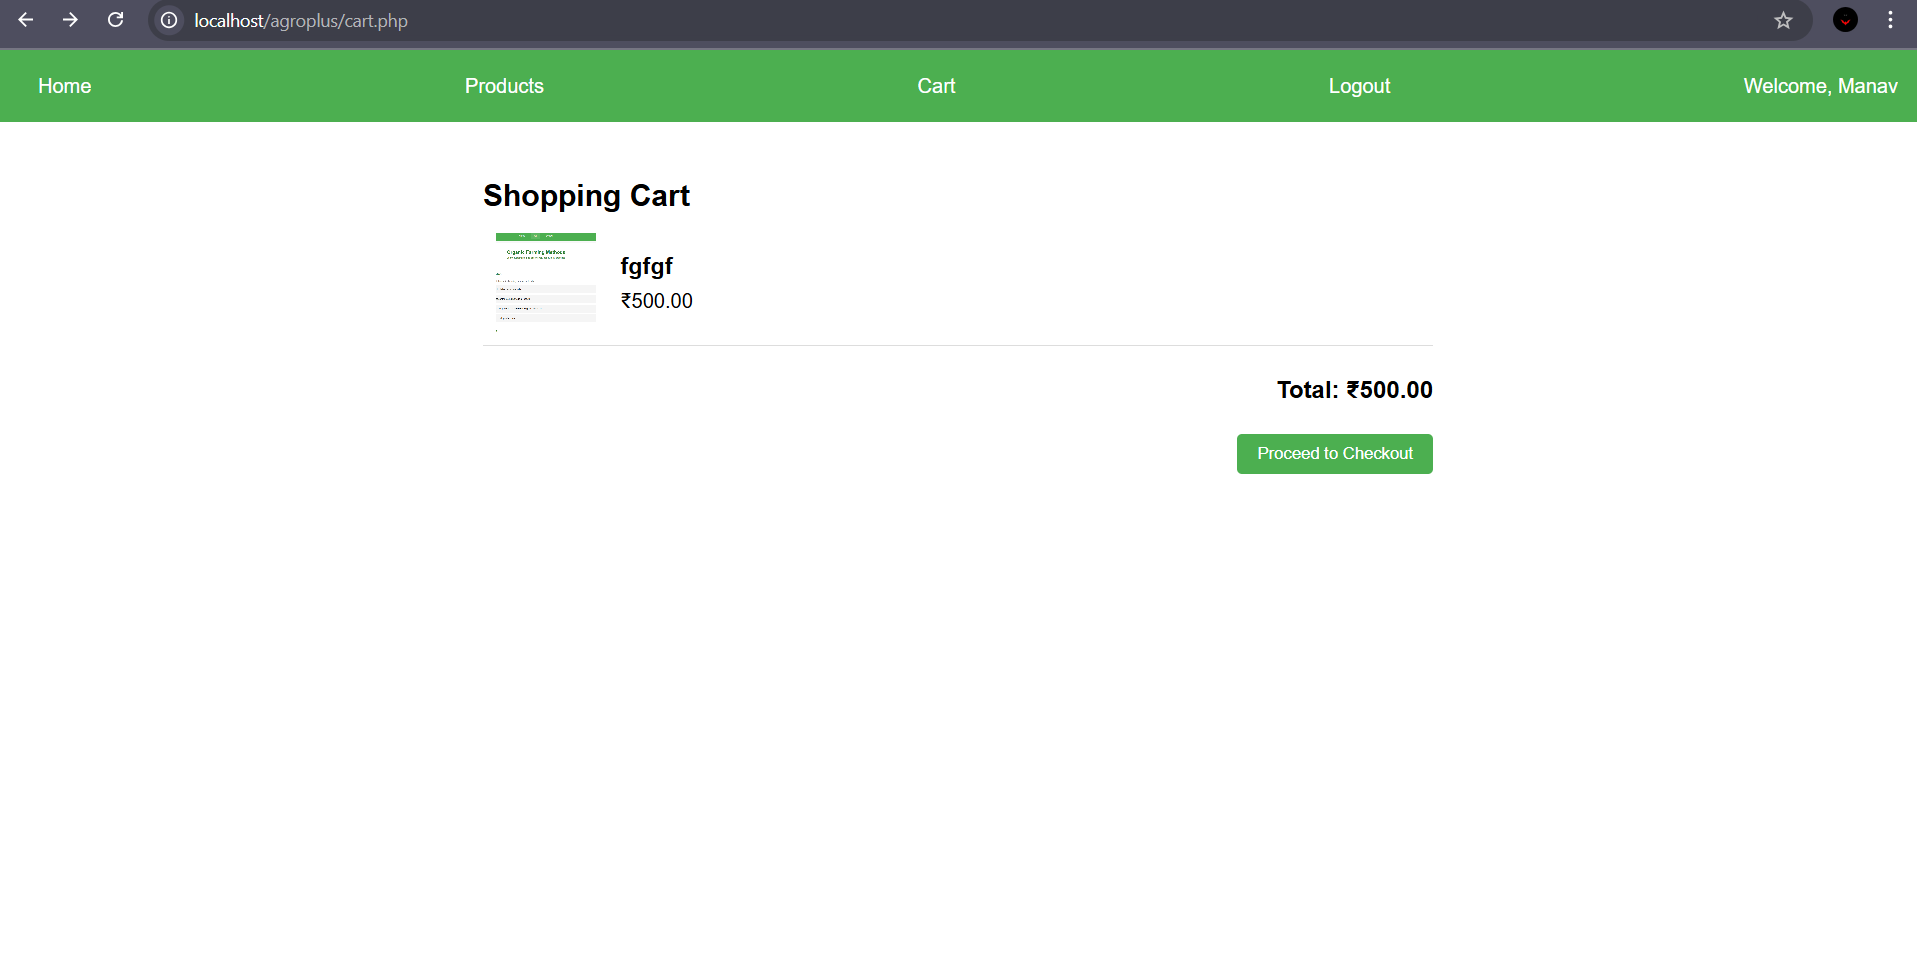 localhost/agroplus/cart.php
Home Products Cart Logout Welcome, Manav
Shopping Cart
Organic Farming Methods
fgfgf
₹500.00
Total: ₹500.00
Proceed to Checkout